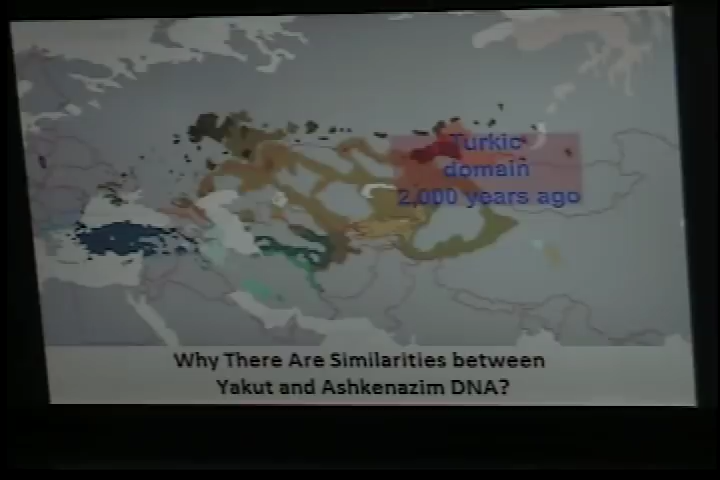 Turkic
domain
2,000 years ago
Why There Are Similarities between
Yakut and Ashkenazim DNA?